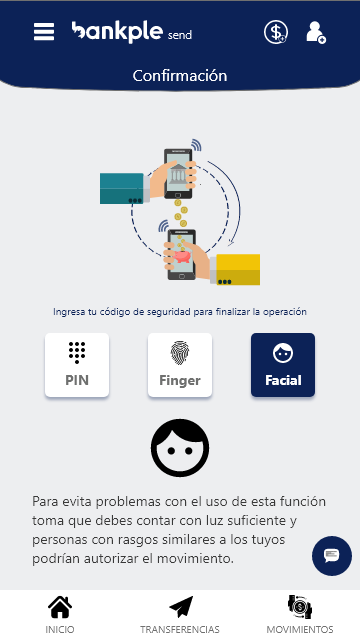 bankple send
Confirmación
Ingresa tu código de seguridad para finalizar la operación
PIN
Finger
Facial
Para evita problemas con el uso de esta función
toma que debes contar con luz suficiente y
personas con rasgos similares a los tuyos
podrían autorizar el movimiento.
INICIO
TRANSFERENCIAS
MOVIMIENTOS